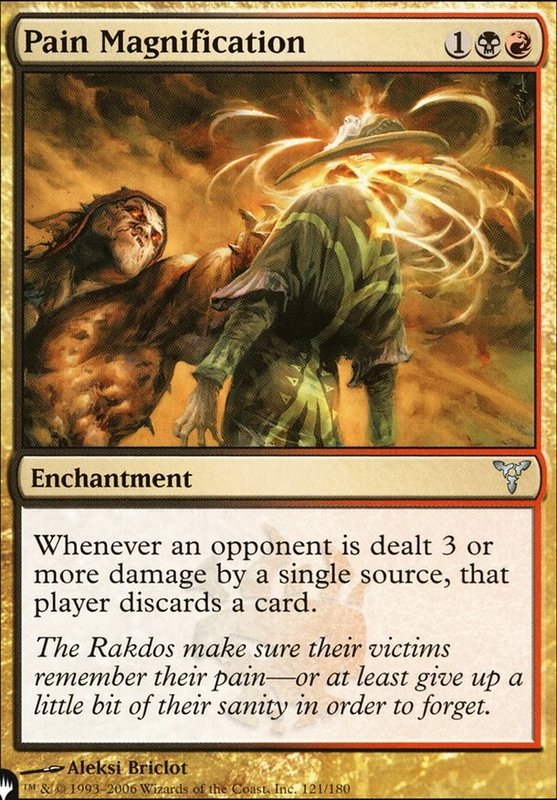 Pain Magnification 1
Enchantment
Whenever an opponent is dealt 3 or
more damage by a single source, that
player discards a card.
The Rakdos make sure their victims
remember their pain—or at least give up a
little bit of their sanity in order to forget.
Aleksi Briclot
™ & © 1993–2006 Wizards of the Coast, Inc. 121/180